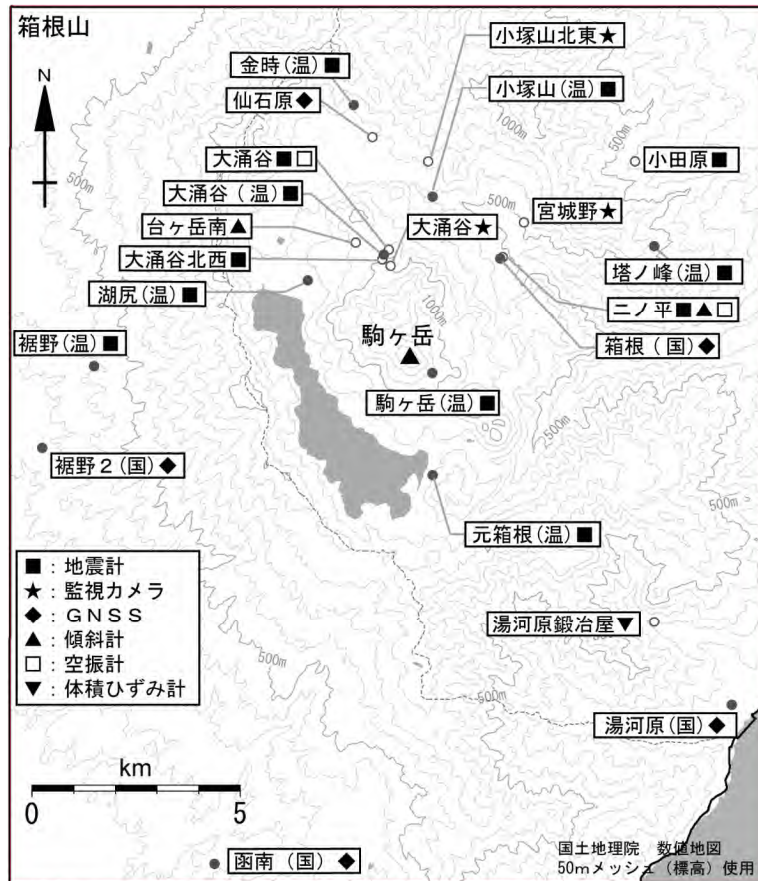 箱根山
小塚山北東★
金時(温)■
小塚山(温)■
仙石原◆
N
1000m
500m
大涌谷■□
小田原■
500m
大涌谷(温)■
500m
宮城野★
台ヶ岳南▲
大涌谷★
大涌谷北西■
塔ノ峰(温)■
湖尻(温)■
1000m
二ノ平■▲□
裾野(温)■
駒ヶ岳
箱根(国)◆
駒ヶ岳(温)■
500m
裾野2(国)◆
500m
元箱根(温)■
■:地震計
★:監視カメラ
◆:GNSS
▲:傾斜計
□:空振計
▼:体積ひずみ計
湯河原鍛冶屋▼
500m
500m
湯河原(国)◆
km
0 5
函南(国)◆
国土地理院 数値地図
50mメッシュ(標高)使用